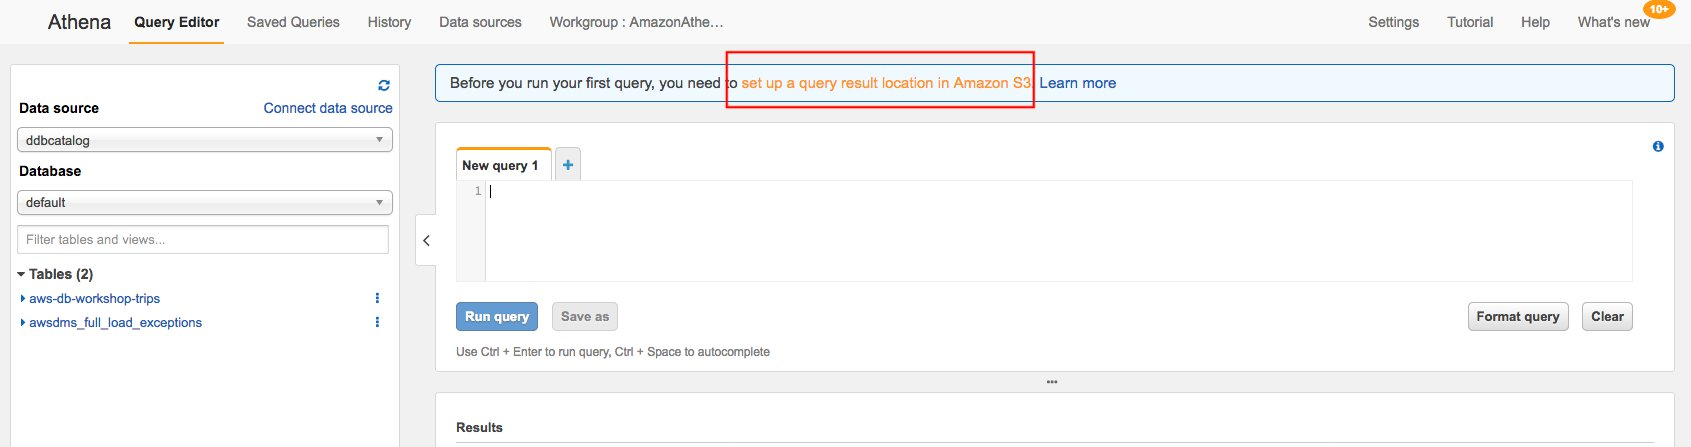 Athena Query Editor Saved Queries History Data sources Workgroup : AmazonAthe… Settings Tutorial Help What's new 10+
Before you run your first query, you need to set up a query result location in Amazon S3. Learn more
Data source Connect data source
ddbcatalog
Database
default
Filter tables and views...
Tables (2)
aws-db-workshop-trips
awsdms_full_load_exceptions
New query 1 +
1
Run query Save as Format query Clear
Use Ctrl + Enter to run query, Ctrl + Space to autocomplete
Results